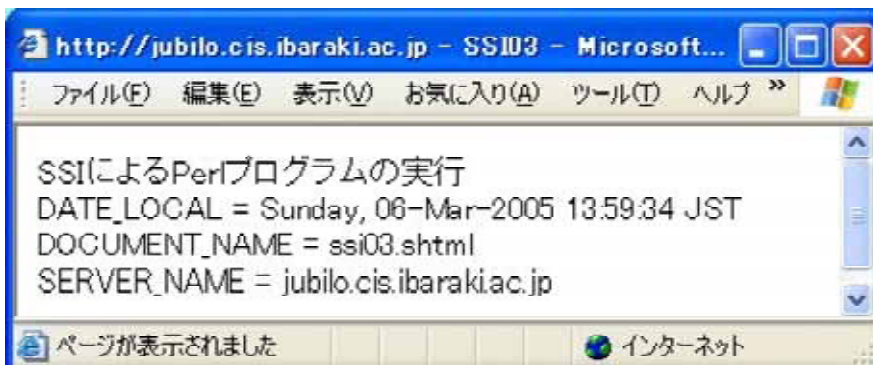 http://jubilo.cis.ibaraki.ac.jp - SSI03 - Microsoft...
ファイル(F) 編集(E) 表示(V) お気に入り(A) ツール(T) ヘルプ »
SSIによるPerlプログラムの実行
DATE_LOCAL = Sunday, 06-Mar-2005 13:59:34 JST
DOCUMENT_NAME = ssi03.shtml
SERVER_NAME = jubilo.cis.ibaraki.ac.jp
ページが表示されました インターネット